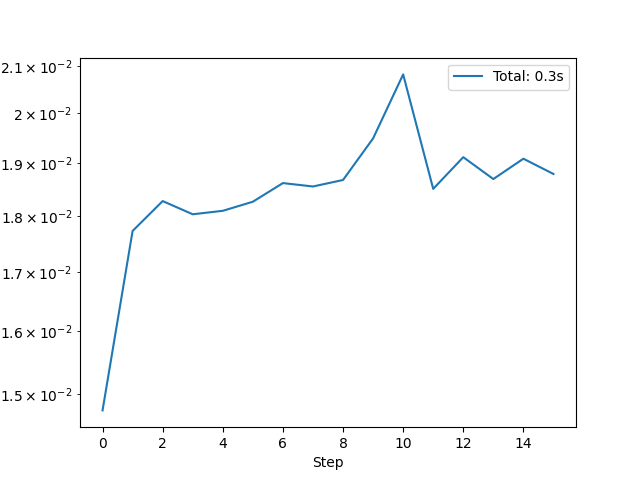 2.1 × 10⁻²
2 × 10⁻²
1.9 × 10⁻²
1.8 × 10⁻²
1.7 × 10⁻²
1.6 × 10⁻²
1.5 × 10⁻²
Total: 0.3s
0 2 4 6 8 10 12 14
Step